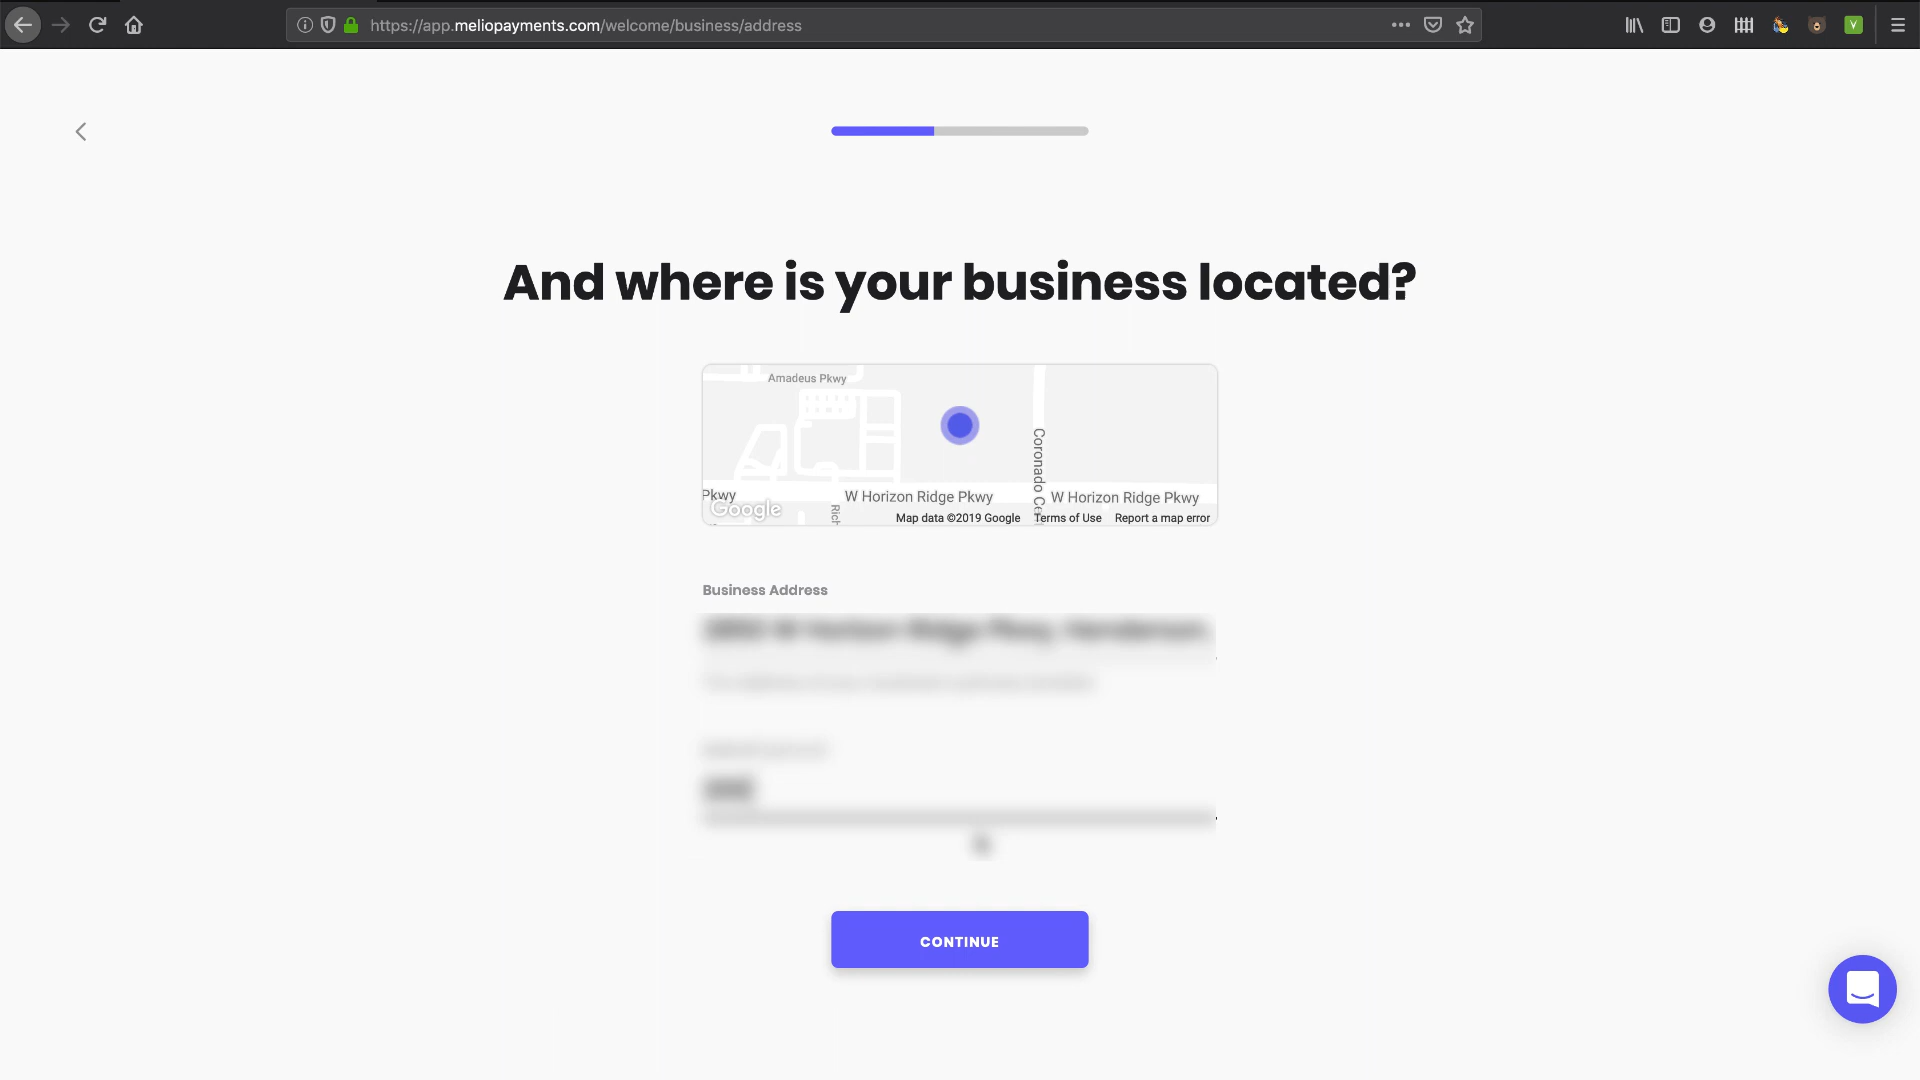 https://app.meliopayments.com/welcome/business/address
And where is your business located?
Amadeus Pkwy
Coronado Ce
Pkwy
W Horizon Ridge Pkwy
W Horizon Ridge Pkwy
Google
Rich
Map data ©2019 Google
Terms of Use
Report a map error
Business Address
CONTINUE